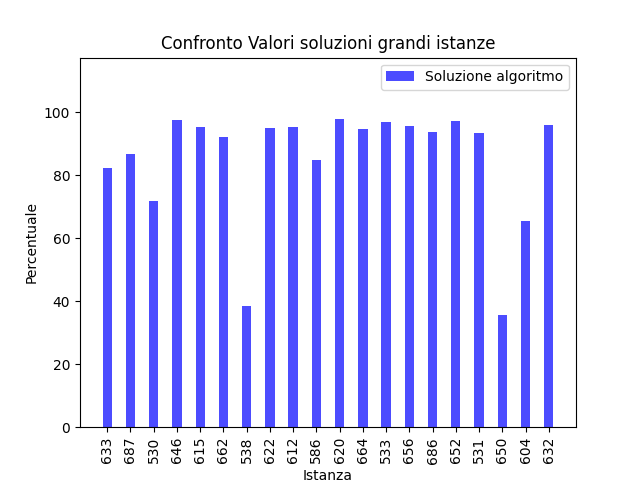 Confronto Valori soluzioni grandi istanze
Soluzione algoritmo
Percentuale
100
80
60
40
20
0
633 687 530 646 615 662 538 622 612 586 620 664 533 656 686 652 531 650 604 632
Istanza